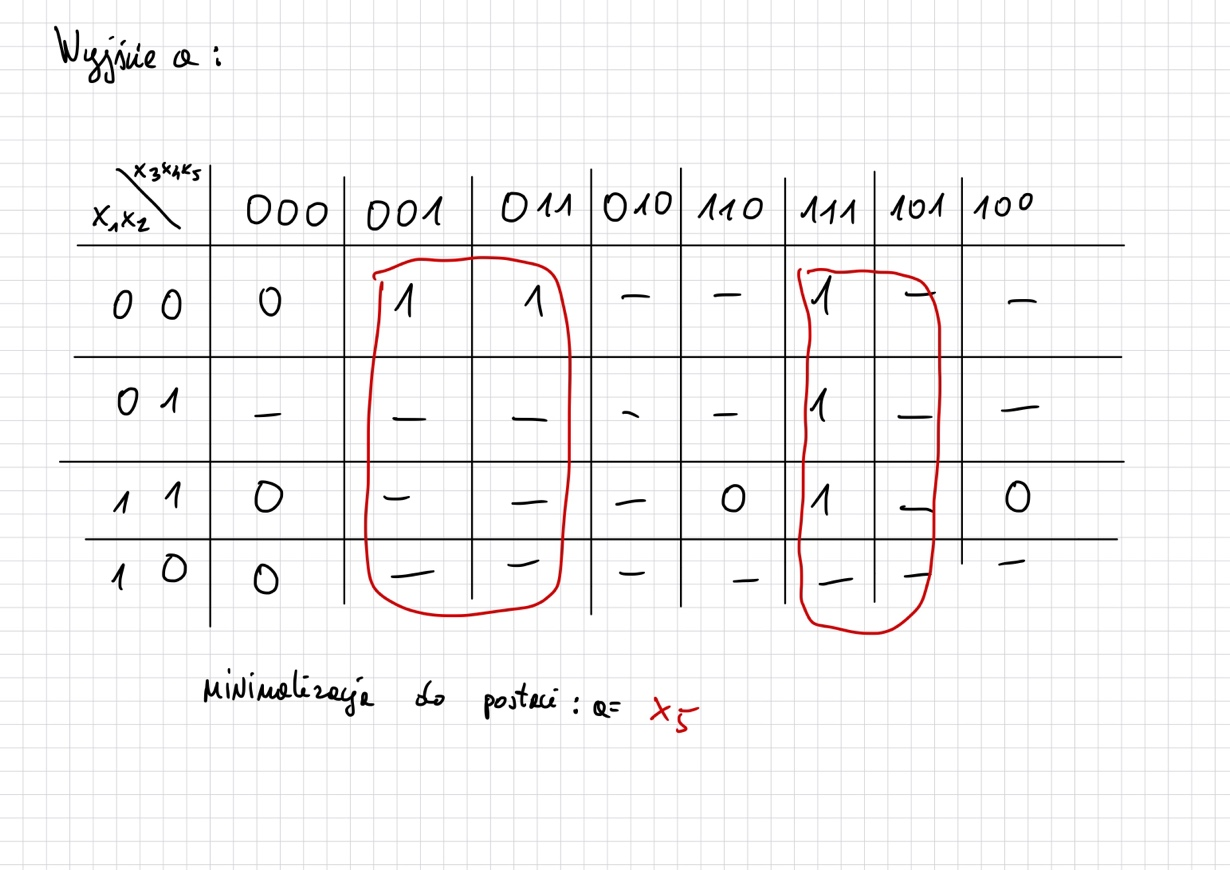 Wyjście a :
x3x4x5
x1x2
000 001 011 010 110 111 101 100
0 0 0 1 1 – – 1 – –
0 1 – – – – – 1 – –
1 1 0 – – – 0 1 – 0
1 0 0 – – – – – – –
minimalizacja do postaci : a= x5